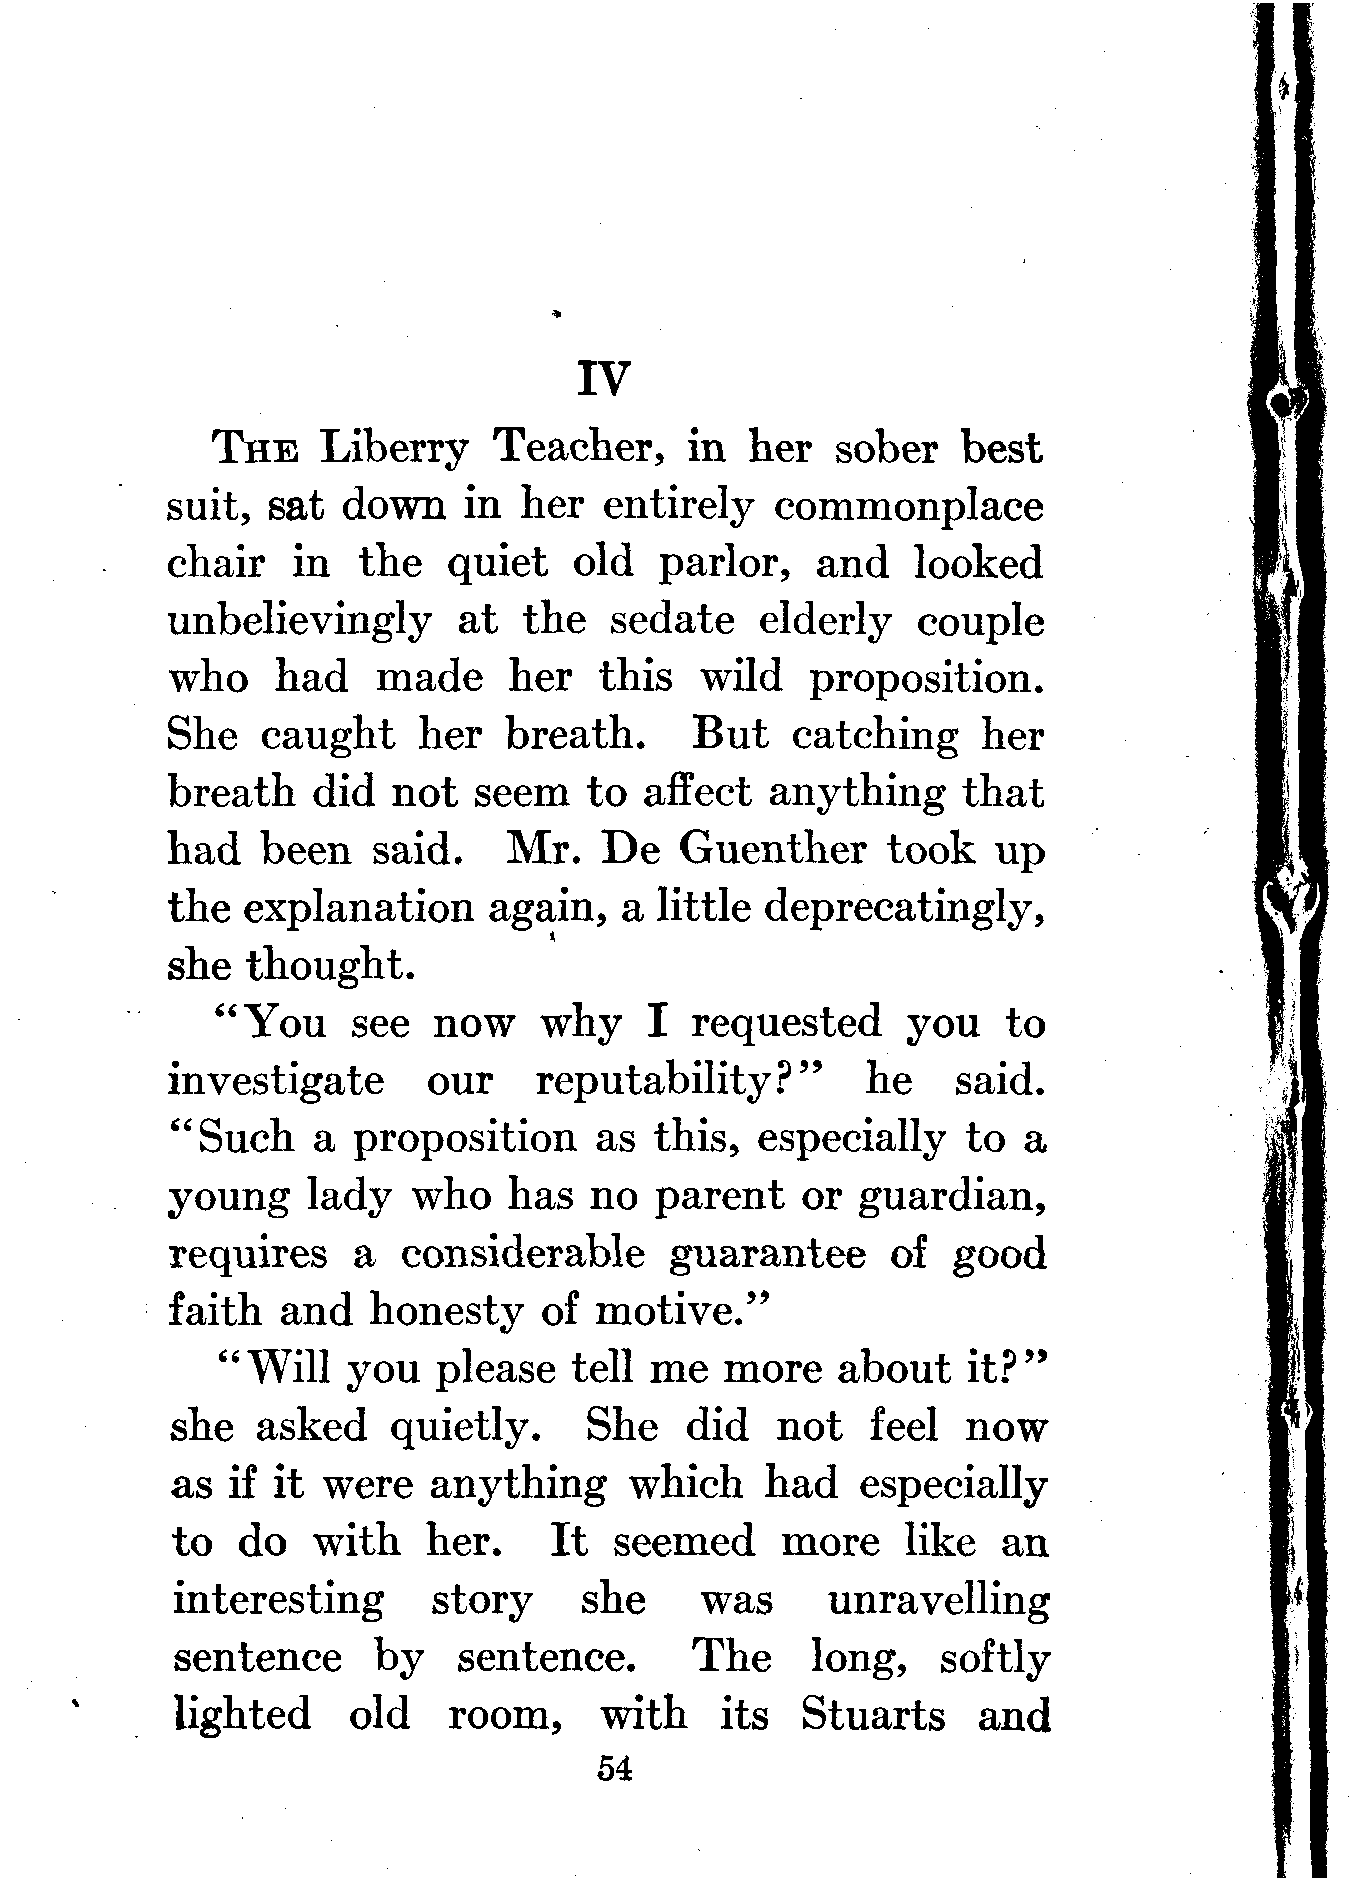 IV
THE Liberry Teacher, in her sober best
suit, sat down in her entirely commonplace
chair in the quiet old parlor, and looked
unbelievingly at the sedate elderly couple
who had made her this wild proposition.
She caught her breath. But catching her
breath did not seem to affect anything that
had been said. Mr. De Guenther took up
the explanation again, a little deprecatingly,
she thought.
“You see now why I requested you to
investigate our reputability?” he said.
“Such a proposition as this, especially to a
young lady who has no parent or guardian,
requires a considerable guarantee of good
faith and honesty of motive.”
“Will you please tell me more about it?”
she asked quietly. She did not feel now
as if it were anything which had especially
to do with her. It seemed more like an
interesting story she was unravelling
sentence by sentence. The long, softly
lighted old room, with its Stuarts and
54